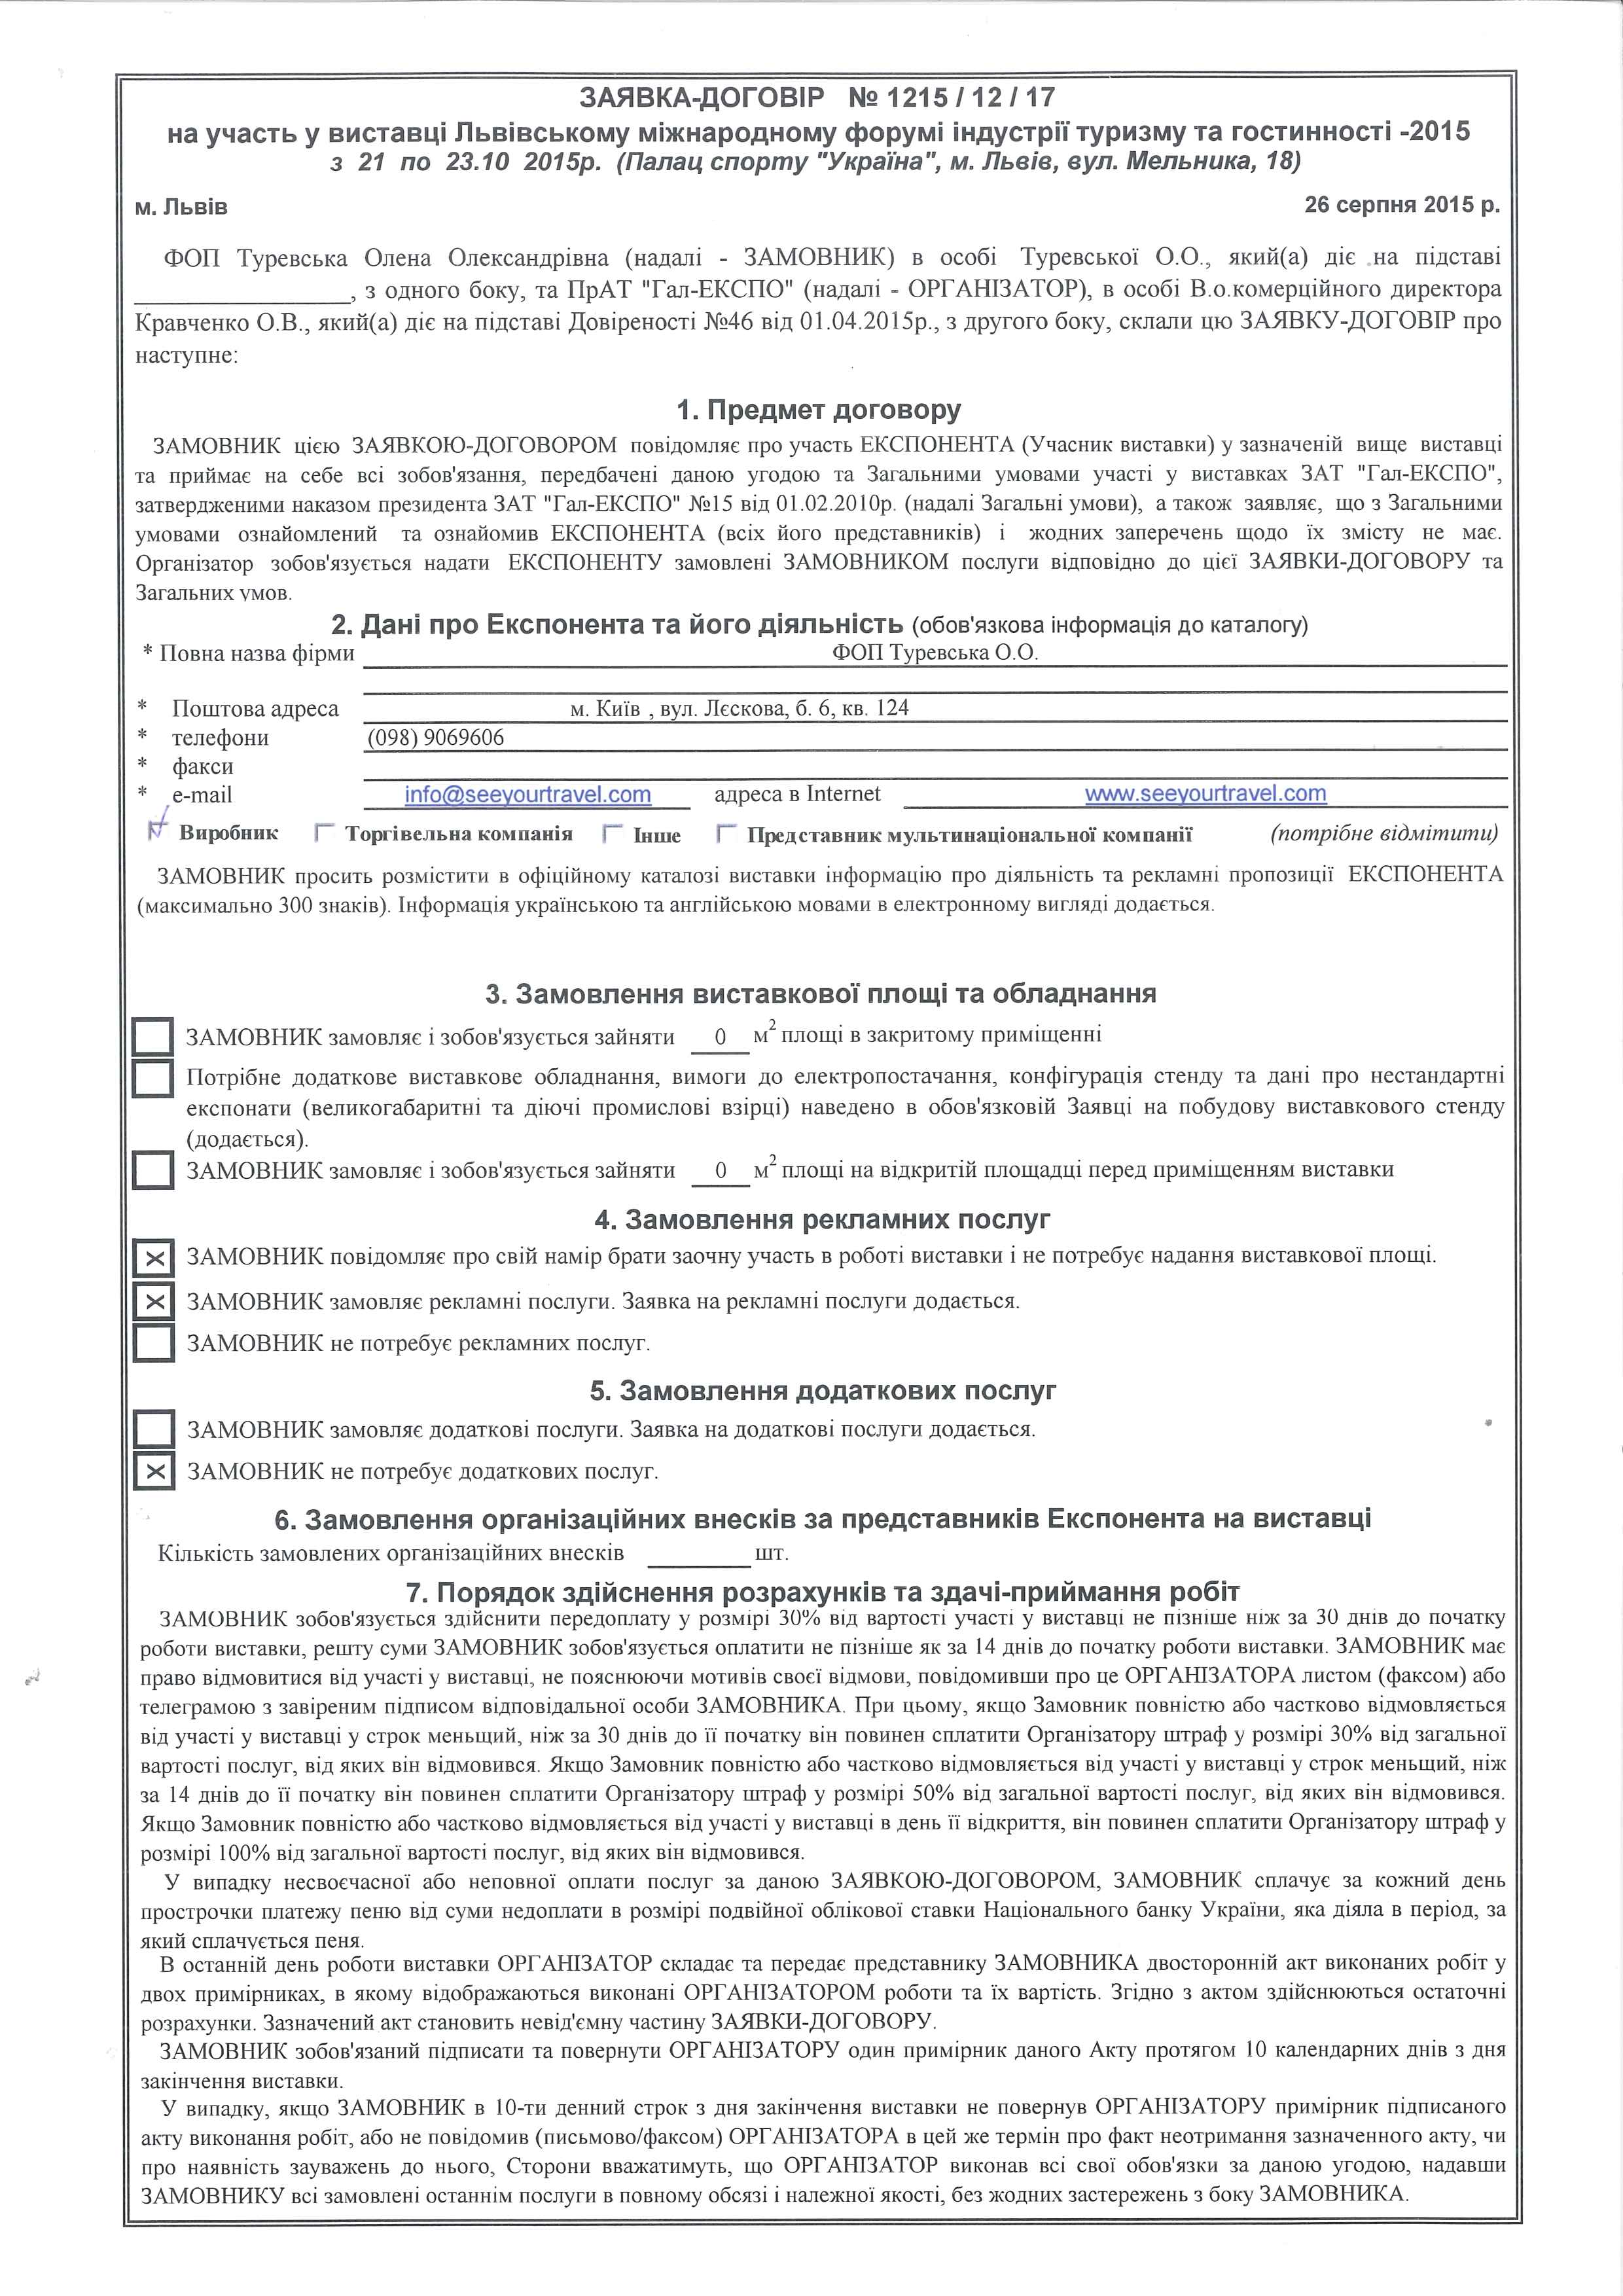 ЗАЯВКА-ДОГОВІР № 1215 / 12 / 17
на участь у виставці Львівському міжнародному форумі індустрії туризму та гостинності -2015
з 21 по 23.10 2015р. (Палац спорту "Україна", м. Львів, вул. Мельника, 18)
м. Львів 26 серпня 2015 р.
ФОП Туревська Олена Олександрівна (надалі - ЗАМОВНИК) в особі Туревської О.О., який(а) діє на підставі
________________, з одного боку, та ПрАТ "Гал-ЕКСПО" (надалі - ОРГАНІЗАТОР), в особі В.о.комерційного директора
Кравченко О.В., який(а) діє на підставі Довіреності №46 від 01.04.2015р., з другого боку, склали цю ЗАЯВКУ-ДОГОВІР про
наступне:
1. Предмет договору
ЗАМОВНИК цією ЗАЯВКОЮ-ДОГОВОРОМ повідомляє про участь ЕКСПОНЕНТА (Учасник виставки) у зазначеній вище виставці
та приймає на себе всі зобов'язання, передбачені даною угодою та Загальними умовами участі у виставках ЗАТ "Гал-ЕКСПО",
затвердженими наказом президента ЗАТ "Гал-ЕКСПО" №15 від 01.02.2010р. (надалі Загальні умови), а також заявляє, що з Загальними
умовами ознайомлений та ознайомив ЕКСПОНЕНТА (всіх його представників) і жодних заперечень щодо їх змісту не має.
Організатор зобов'язується надати ЕКСПОНЕНТУ замовлені ЗАМОВНИКОМ послуги відповідно до цієї ЗАЯВКИ-ДОГОВОРУ та
Загальних умов.
2. Дані про Експонента та його діяльність (обов'язкова інформація до каталогу)
* Повна назва фірми ФОП Туревська О.О.
* Поштова адреса м. Київ , вул. Лєскова, б. 6, кв. 124
* телефони (098) 9069606
* факси
* e-mail info@seeyourtravel.com адреса в Internet www.seeyourtravel.com
Виробник Торгівельна компанія Інше Представник мультинаціональної компанії (потрібне відмітити)
ЗАМОВНИК просить розмістити в офіційному каталозі виставки інформацію про діяльність та рекламні пропозиції ЕКСПОНЕНТА
(максимально 300 знаків). Інформація українською та англійською мовами в електронному вигляді додається.
3. Замовлення виставкової площі та обладнання
ЗАМОВНИК замовляє і зобов'язується зайняти 0 м² площі в закритому приміщенні
Потрібне додаткове виставкове обладнання, вимоги до електропостачання, конфігурація стенду та дані про нестандартні
експонати (великогабаритні та діючі промислові взірці) наведено в обов'язковій Заявці на побудову виставкового стенду
(додається).
ЗАМОВНИК замовляє і зобов'язується зайняти 0 м² площі на відкритій площадці перед приміщенням виставки
4. Замовлення рекламних послуг
☒ ЗАМОВНИК повідомляє про свій намір брати заочну участь в роботі виставки і не потребує надання виставкової площі.
☒ ЗАМОВНИК замовляє рекламні послуги. Заявка на рекламні послуги додається.
ЗАМОВНИК не потребує рекламних послуг.
5. Замовлення додаткових послуг
ЗАМОВНИК замовляє додаткові послуги. Заявка на додаткові послуги додається.
☒ ЗАМОВНИК не потребує додаткових послуг.
6. Замовлення організаційних внесків за представників Експонента на виставці
Кількість замовлених організаційних внесків ________ шт.
7. Порядок здійснення розрахунків та здачі-приймання робіт
ЗАМОВНИК зобов'язується здійснити передоплату у розмірі 30% від вартості участі у виставці не пізніше ніж за 30 днів до початку
роботи виставки, решту суми ЗАМОВНИК зобов'язується оплатити не пізніше як за 14 днів до початку роботи виставки. ЗАМОВНИК має
право відмовитися від участі у виставці, не пояснюючи мотивів своєї відмови, повідомивши про це ОРГАНІЗАТОРА листом (факсом) або
телеграмою з завіреним підписом відповідальної особи ЗАМОВНИКА. При цьому, якщо Замовник повністю або частково відмовляється
від участі у виставці у строк меньщий, ніж за 30 днів до її початку він повинен сплатити Організатору штраф у розмірі 30% від загальної
вартості послуг, від яких він відмовився. Якщо Замовник повністю або частково відмовляється від участі у виставці у строк меньщий, ніж
за 14 днів до її початку він повинен сплатити Організатору штраф у розмірі 50% від загальної вартості послуг, від яких він відмовився.
Якщо Замовник повністю або частково відмовляється від участі у виставці в день її відкриття, він повинен сплатити Організатору штраф у
розмірі 100% від загальної вартості послуг, від яких він відмовився.
У випадку несвоєчасної або неповної оплати послуг за даною ЗАЯВКОЮ-ДОГОВОРОМ, ЗАМОВНИК сплачує за кожний день
прострочки платежу пеню від суми недоплати в розмірі подвійної облікової ставки Національного банку України, яка діяла в період, за
який сплачується пеня.
В останній день роботи виставки ОРГАНІЗАТОР складає та передає представнику ЗАМОВНИКА двосторонній акт виконаних робіт у
двох примірниках, в якому відображаються виконані ОРГАНІЗАТОРОМ роботи та їх вартість. Згідно з актом здійснюються остаточні
розрахунки. Зазначений акт становить невід'ємну частину ЗАЯВКИ-ДОГОВОРУ.
ЗАМОВНИК зобов'язаний підписати та повернути ОРГАНІЗАТОРУ один примірник даного Акту протягом 10 календарних днів з дня
закінчення виставки.
У випадку, якщо ЗАМОВНИК в 10-ти денний строк з дня закінчення виставки не повернув ОРГАНІЗАТОРУ примірник підписаного
акту виконання робіт, або не повідомив (письмово/факсом) ОРГАНІЗАТОРА в цей же термін про факт неотримання зазначенного акту, чи
про наявність зауважень до нього, Сторони вважатимуть, що ОРГАНІЗАТОР виконав всі свої обов'язки за даною угодою, надавши
ЗАМОВНИКУ всі замовлені останнім послуги в повному обсязі і належної якості, без жодних застережень з боку ЗАМОВНИКА.